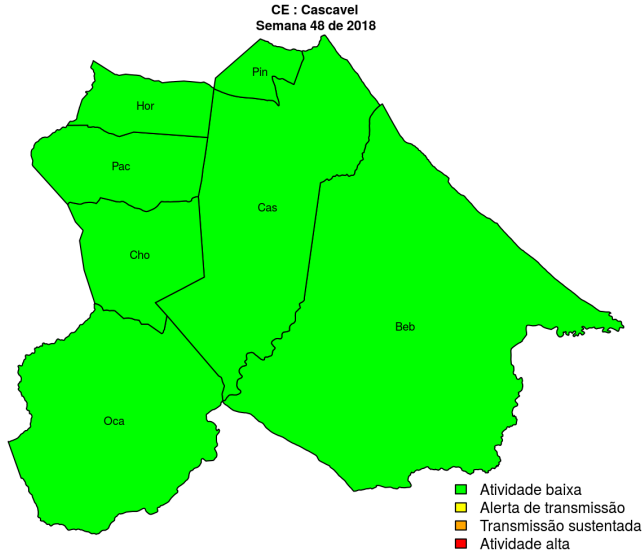 CE : Cascavel
Semana 48 de 2018
Pin
Hor
Pac
Cas
Cho
Beb
Oca
Atividade baixa
Alerta de transmissão
Transmissão sustentada
Atividade alta